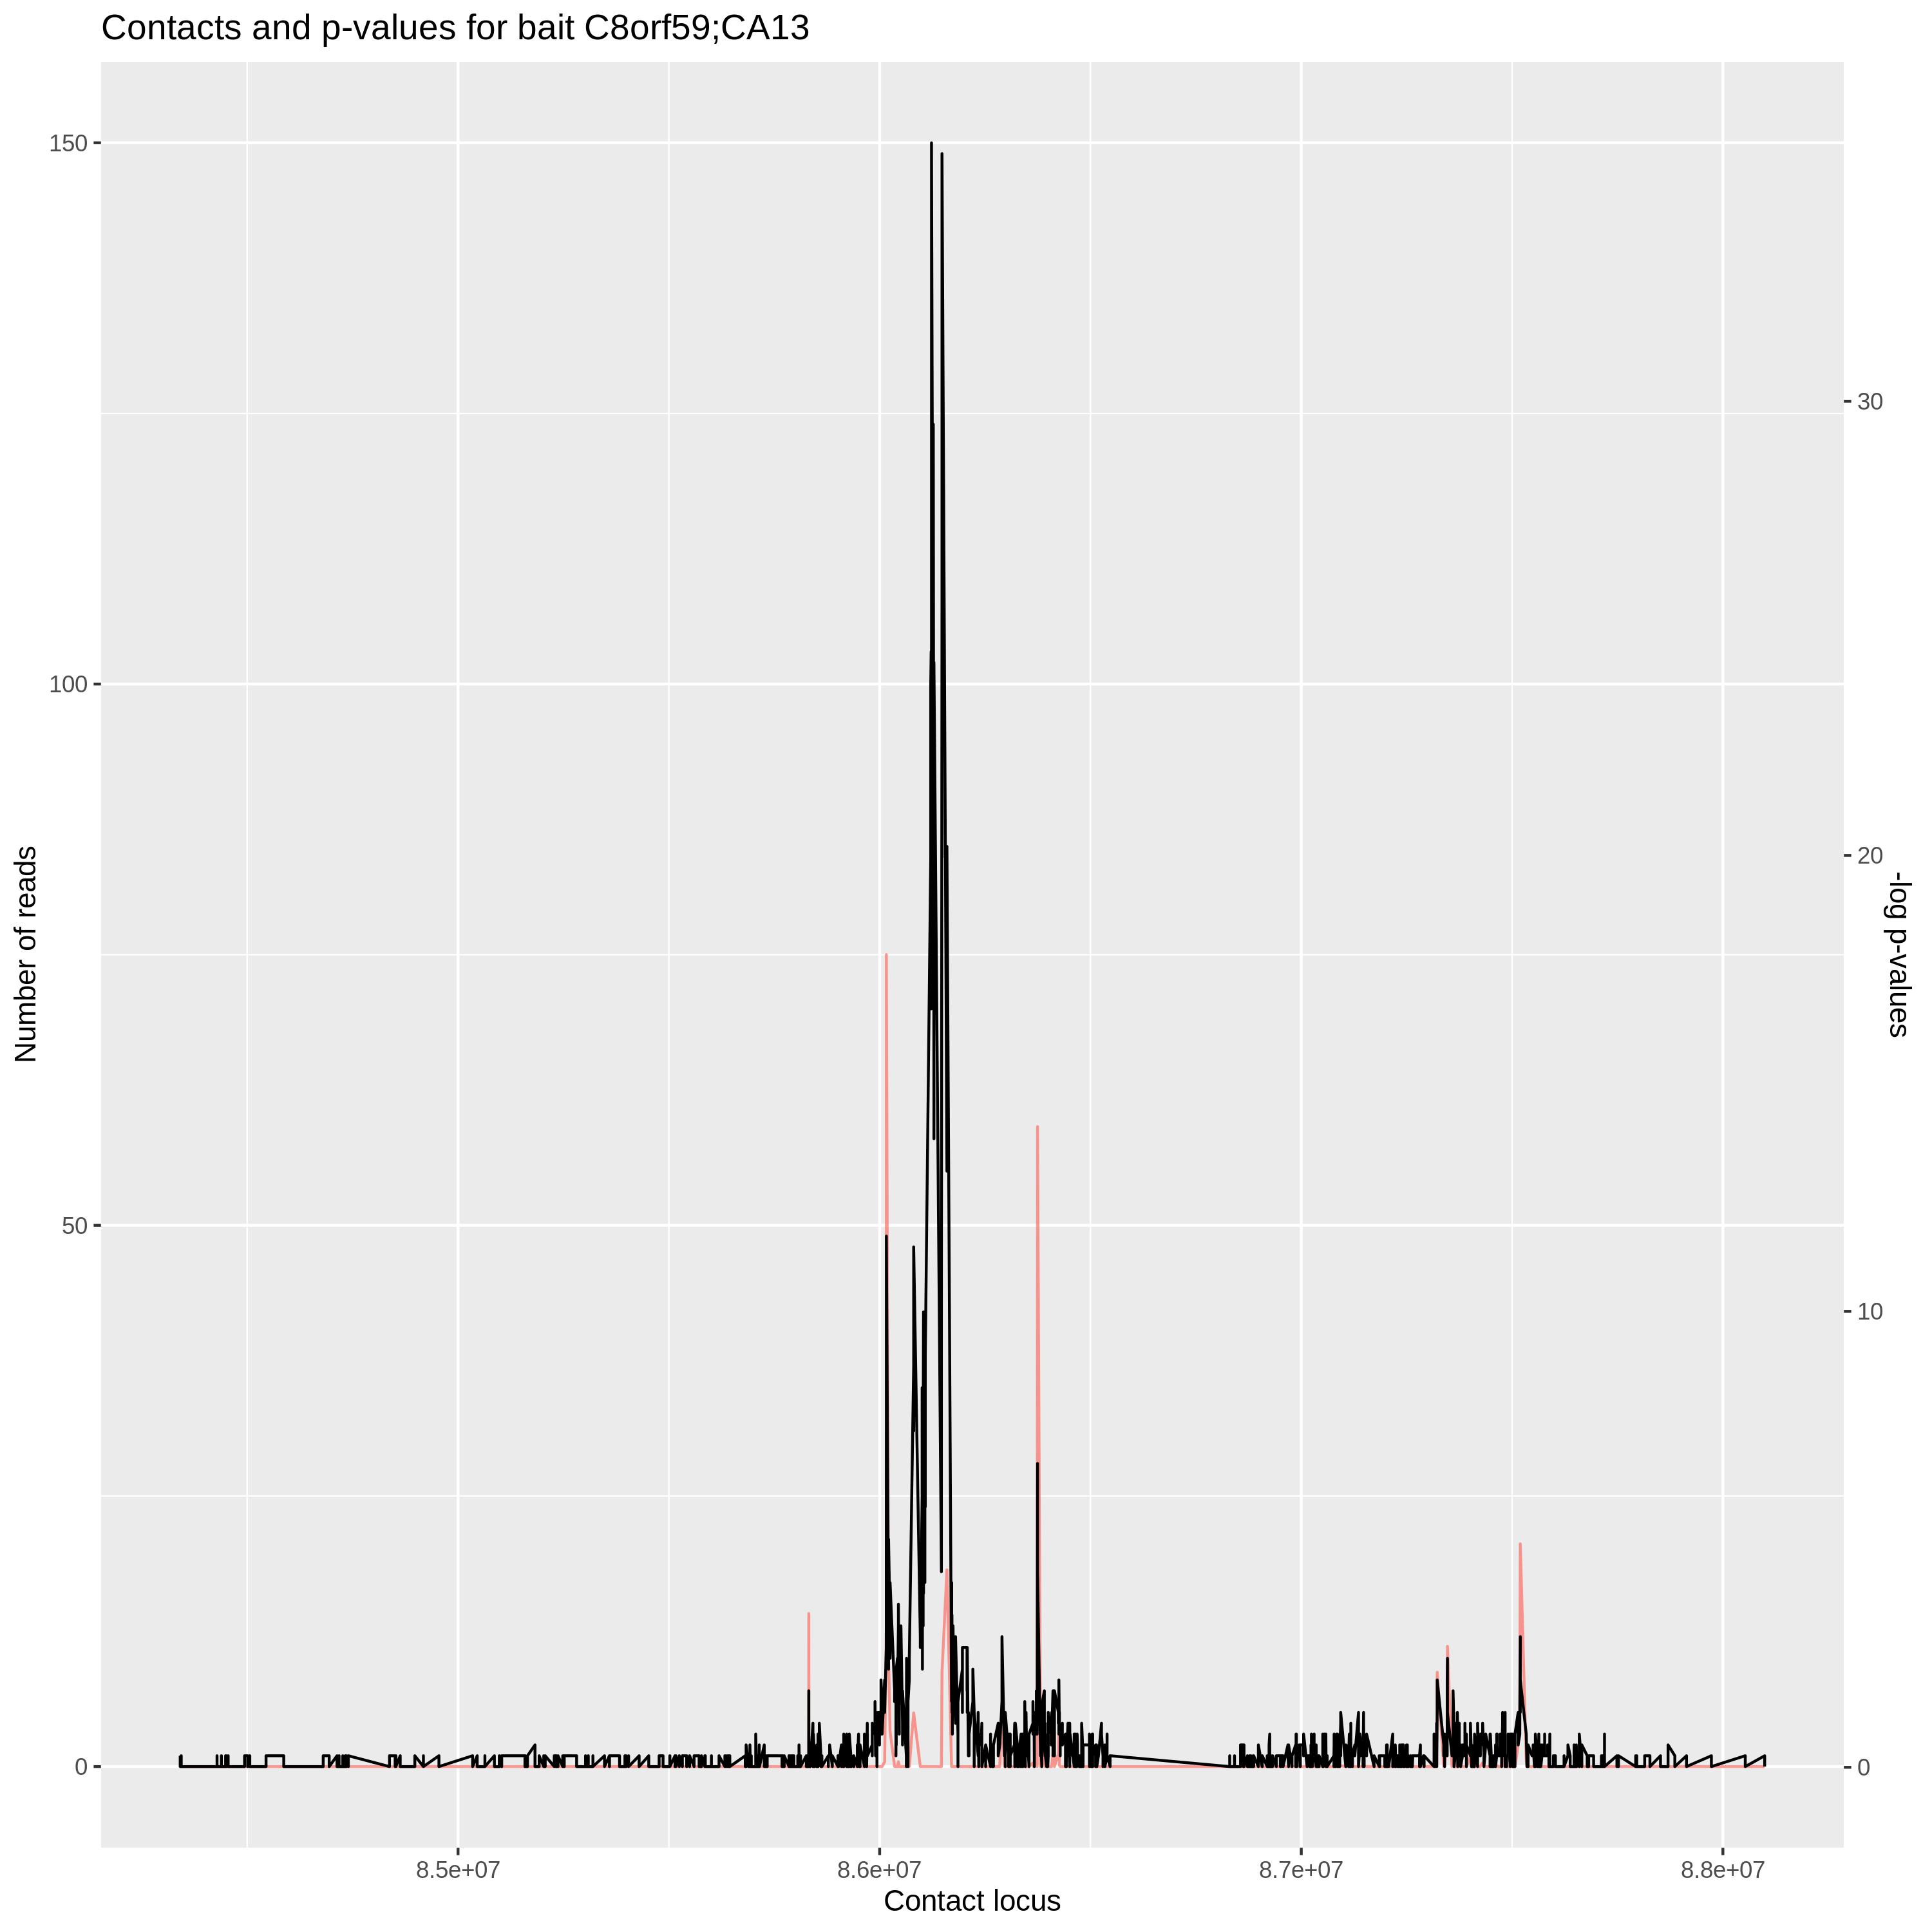 Contacts and p-values for bait C8orf59;CA13
150
100
50
0
Number of reads
30
20
10
0
-log p-values
8.5e+07
8.6e+07
8.7e+07
8.8e+07
Contact locus